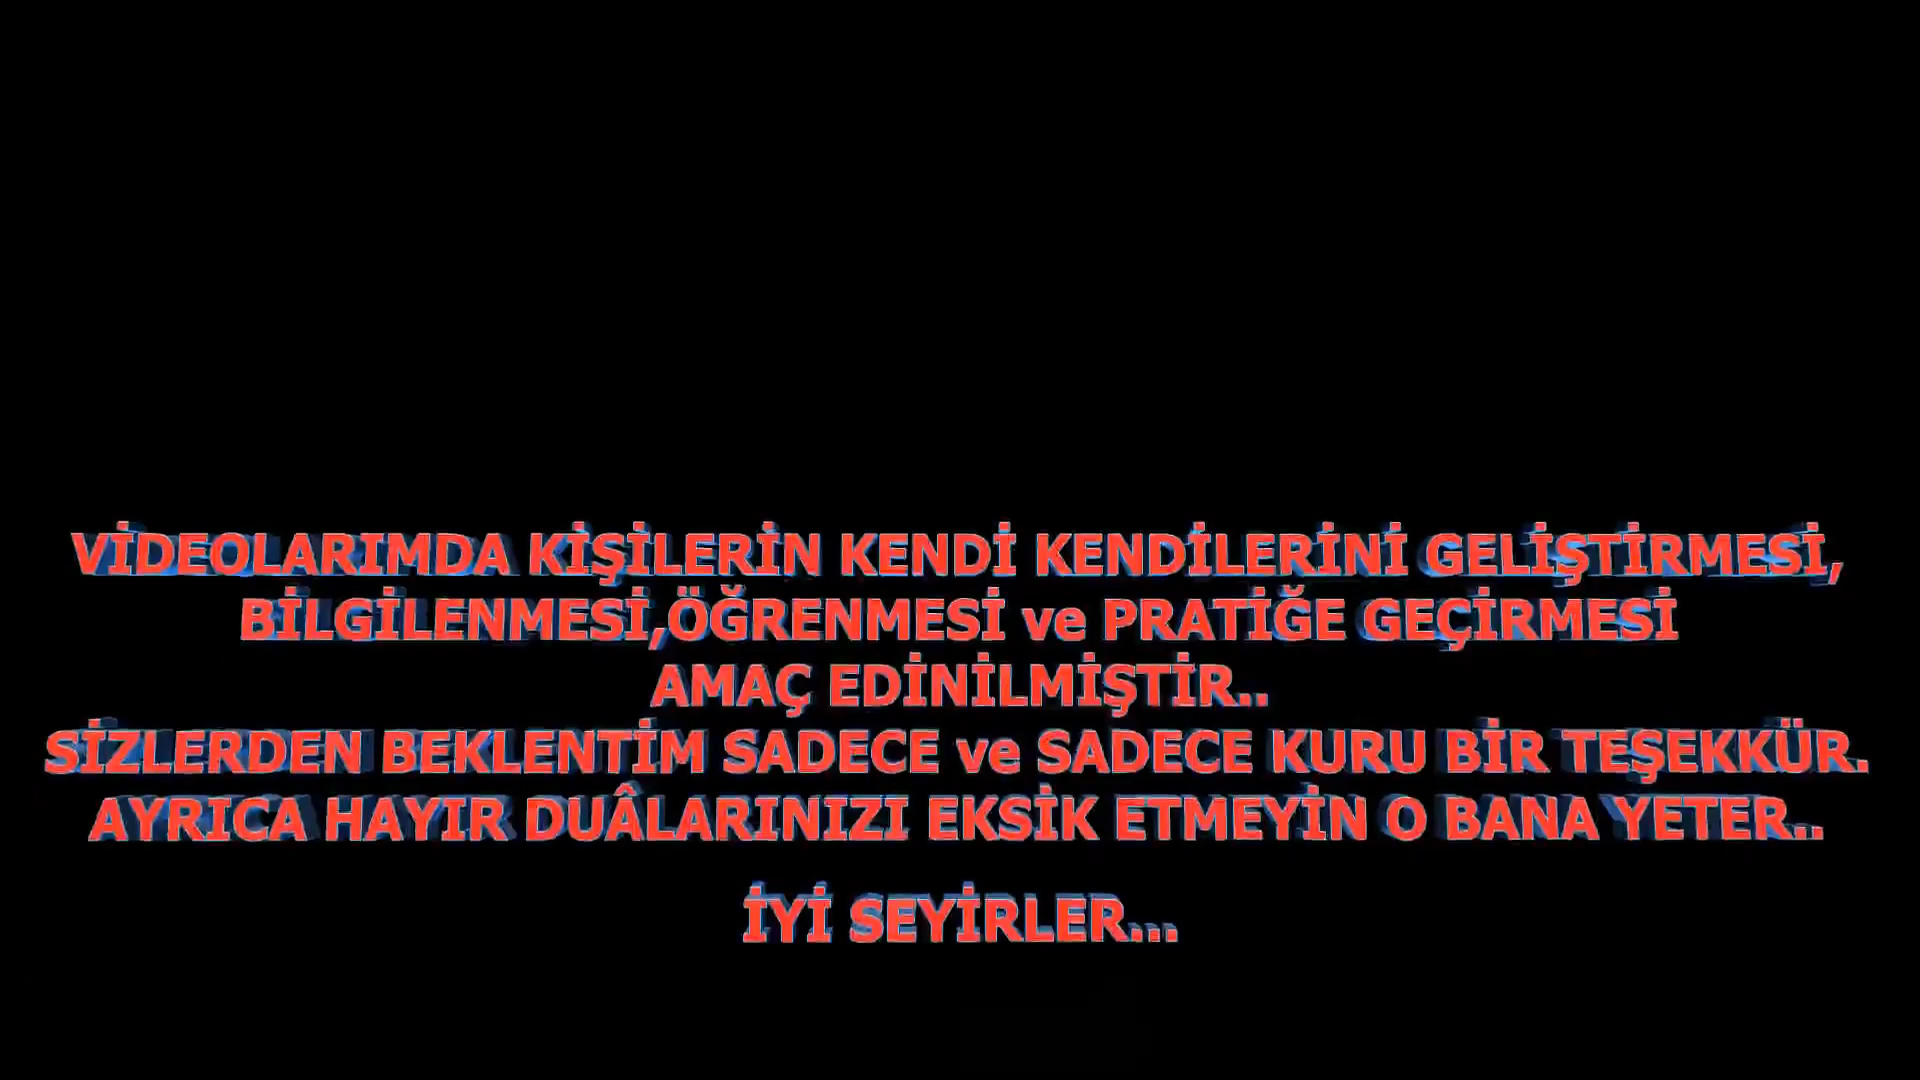 VİDEOLARIMDA KİŞİLERİN KENDİ KENDİLERİNİ GELİŞTİRMESİ,
BİLGİLENMESİ,ÖĞRENMESİ ve PRATİĞE GEÇİRMESİ
AMAÇ EDİNİLMİŞTİR..
SİZLERDEN BEKLENTİM SADECE ve SADECE KURU BİR TEŞEKKÜR.
AYRICA HAYIR DUÂLARINIZI EKSİK ETMEYİN O BANA YETER..
İYİ SEYİRLER...